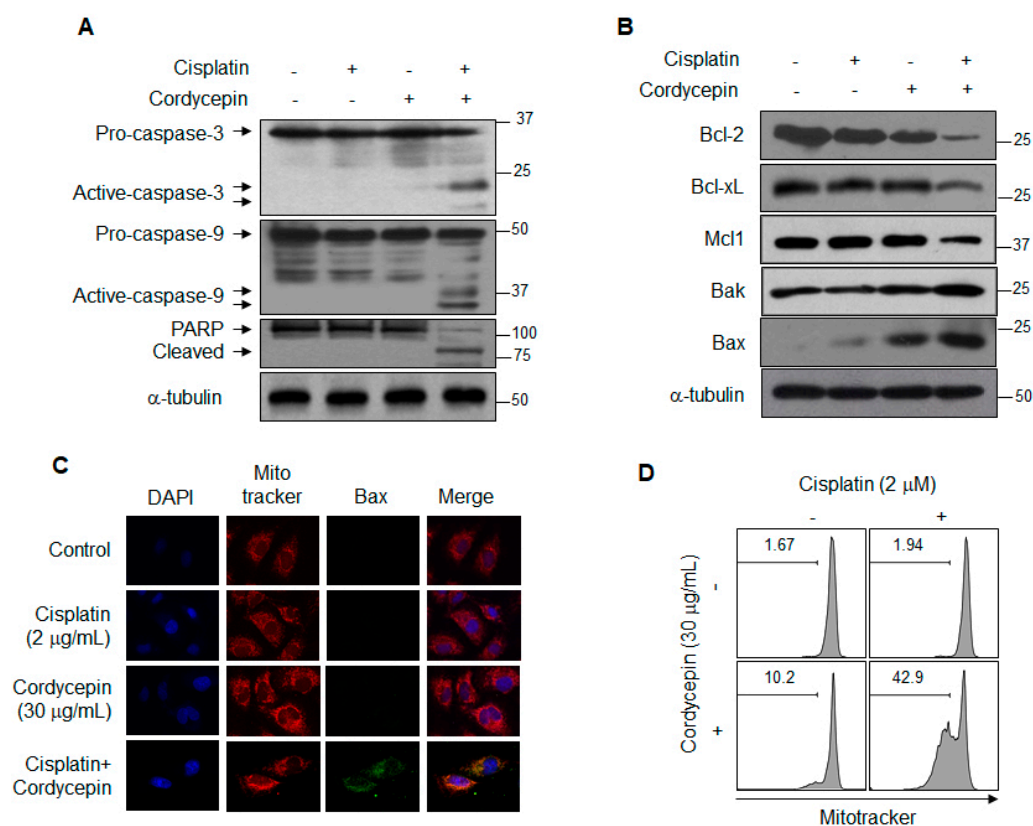 A
Cisplatin - + - +
Cordycepin - - + +
Pro-caspase-3 37
25
Active-caspase-3
Pro-caspase-9 50
Active-caspase-9 37
PARP 100
Cleaved 75
α-tubulin 50
B
Cisplatin - + - +
Cordycepin - - + +
Bcl-2 25
Bcl-xL 25
Mcl1 37
Bak 25
Bax 25
α-tubulin 50
C
DAPI Mito tracker Bax Merge
Control
Cisplatin
(2 μg/mL)
Cordycepin
(30 μg/mL)
Cisplatin+
Cordycepin
D
Cisplatin (2 μM)
- +
Cordycepin (30 μg/mL)
- +
1.67 1.94
10.2 42.9
Mitotracker